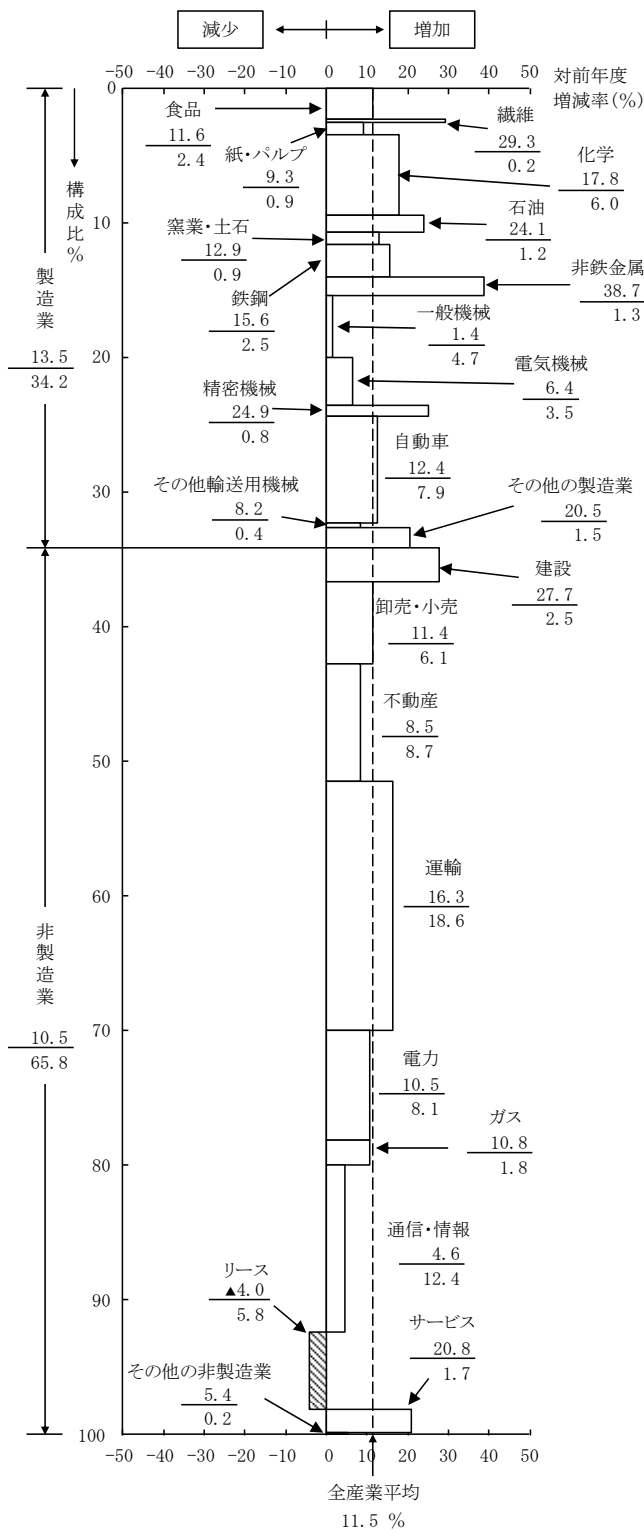 減少 増加
−50 −40 −30 −20 −10 0 10 20 30 40 50
対前年度
増減率(%)
0
構成比%
製造業
13.5
34.2
食品
11.6
2.4
繊維
29.3
0.2
紙・パルプ
9.3
0.9
化学
17.8
6.0
10
石油
24.1
1.2
窯業・土石
12.9
0.9
非鉄金属
38.7
1.3
鉄鋼
15.6
2.5
一般機械
1.4
4.7
20
電気機械
6.4
3.5
精密機械
24.9
0.8
自動車
12.4
7.9
30
その他輸送用機械
8.2
0.4
その他の製造業
20.5
1.5
建設
27.7
2.5
40
卸売・小売
11.4
6.1
不動産
8.5
8.7
50
非製造業
10.5
65.8
60
運輸
16.3
18.6
70
電力
10.5
8.1
ガス
10.8
1.8
80
通信・情報
4.6
12.4
リース
▲4.0
5.8
90
サービス
20.8
1.7
その他の非製造業
5.4
0.2
100
−50 −40 −30 −20 −10 0 10 20 30 40 50
全産業平均
11.5 %